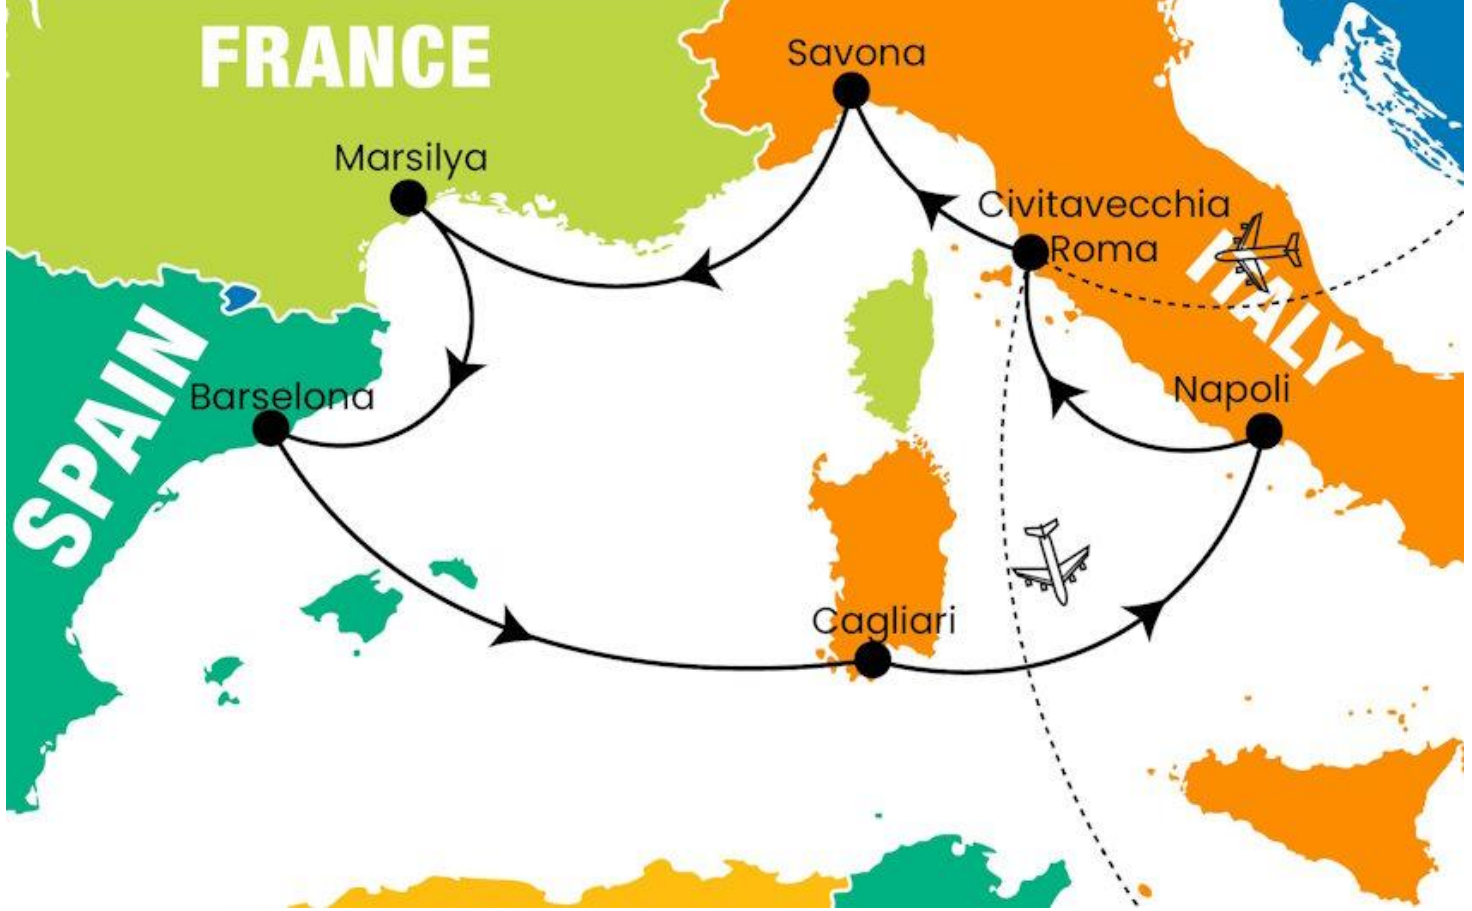 FRANCE
Savona
Marsilya
Civitavecchia
Roma
ITALY
SPAIN
Barselona
Napoli
Cagliari